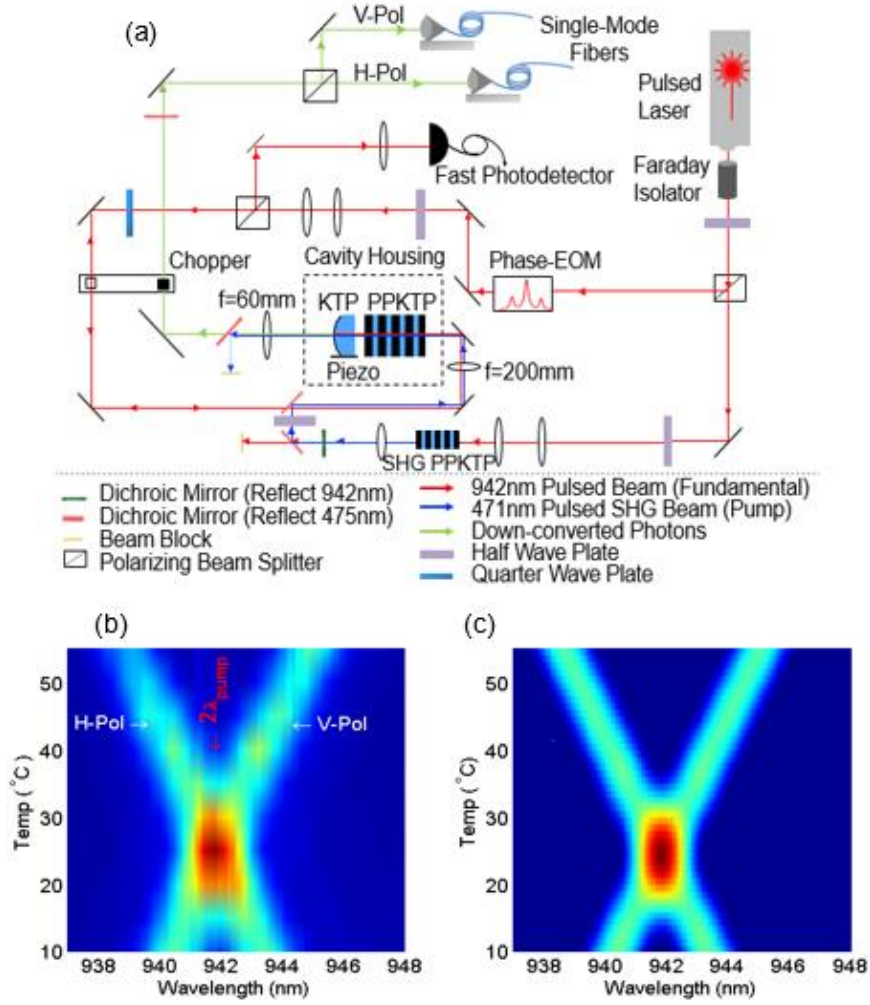 (a)
V-Pol
Single-Mode
Fibers
H-Pol
Pulsed
Laser
Fast Photodetector
Faraday
Isolator
Chopper
Cavity Housing
Phase-EOM
f=60mm
KTP PPKTP
Piezo
f=200mm
SHG PPKTP
Dichroic Mirror (Reflect 942nm)
Dichroic Mirror (Reflect 475nm)
Beam Block
Polarizing Beam Splitter
942nm Pulsed Beam (Fundamental)
471nm Pulsed SHG Beam (Pump)
Down-converted Photons
Half Wave Plate
Quarter Wave Plate
(b)
Temp (°C)
50
40
30
20
10
H-Pol →
← 2λpump
← V-Pol
938 940 942 944 946 948
Wavelength (nm)
(c)
Temp (°C)
50
40
30
20
10
938 940 942 944 946 948
Wavelength (nm)